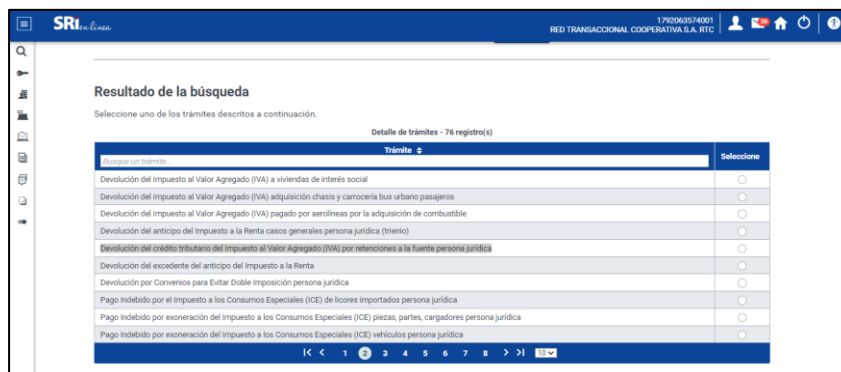 SRI en línea
1792063574001
RED TRANSACCIONAL COOPERATIVA S.A. RTC
Resultado de la búsqueda
Seleccione uno de los trámites descritos a continuación.
Detalle de trámites - 76 registro(s)
Trámite
Seleccione
Busque un trámite...
Devolución del Impuesto al Valor Agregado (IVA) a viviendas de interés social
Devolución del Impuesto al Valor Agregado (IVA) adquisición chasis y carrocería bus urbano pasajeros
Devolución del Impuesto al Valor Agregado (IVA) pagado por aerolíneas por la adquisición de combustible
Devolución del anticipo del Impuesto a la Renta casos generales persona jurídica (trienio)
Devolución del crédito tributario del Impuesto al Valor Agregado (IVA) por retenciones a la fuente persona jurídica
Devolución del excedente del anticipo del Impuesto a la Renta
Devolución por Convenios para Evitar Doble Imposición persona jurídica
Pago Indebido por el Impuesto a los Consumos Especiales (ICE) de licores importados persona jurídica
Pago Indebido por exoneración del Impuesto a los Consumos Especiales (ICE) piezas, partes, cargadores persona jurídica
Pago Indebido por exoneración del Impuesto a los Consumos Especiales (ICE) vehículos persona jurídica
1 2 3 4 5 6 7 8 10